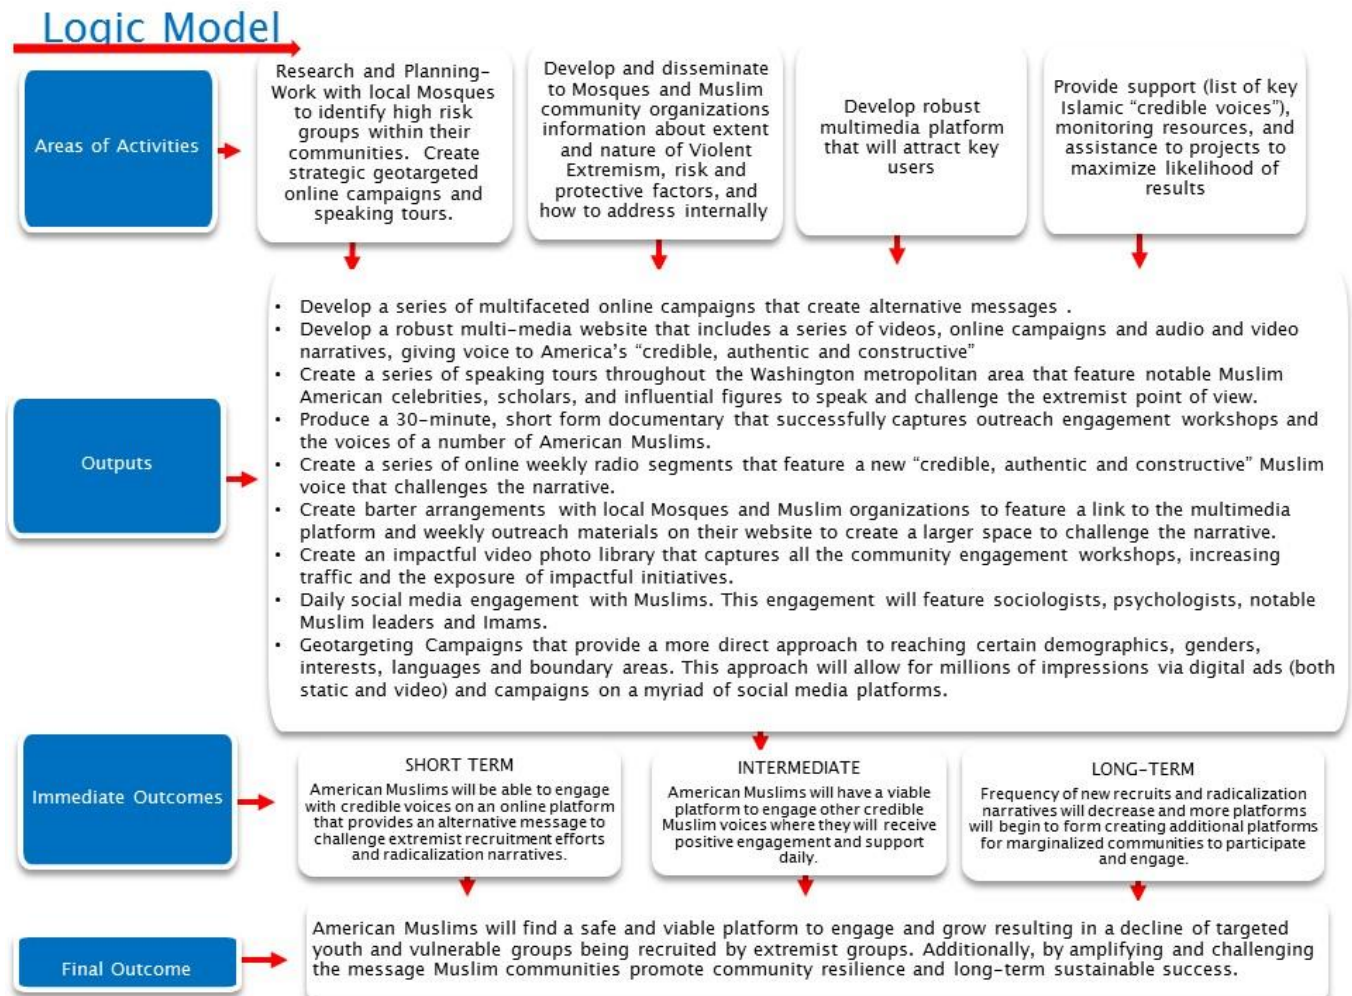 Logic Model
Areas of Activities
Research and Planning-
Work with local Mosques
to identify high risk
groups within their
communities. Create
strategic geotargeted
online campaigns and
speaking tours.
Develop and disseminate
to Mosques and Muslim
community organizations
information about extent
and nature of Violent
Extremism, risk and
protective factors, and
how to address internally
Develop robust
multimedia platform
that will attract key
users
Provide support (list of key
Islamic “credible voices”),
monitoring resources, and
assistance to projects to
maximize likelihood of
results
Outputs
• Develop a series of multifaceted online campaigns that create alternative messages .
• Develop a robust multi-media website that includes a series of videos, online campaigns and audio and video
narratives, giving voice to America’s “credible, authentic and constructive”
• Create a series of speaking tours throughout the Washington metropolitan area that feature notable Muslim
American celebrities, scholars, and influential figures to speak and challenge the extremist point of view.
• Produce a 30-minute, short form documentary that successfully captures outreach engagement workshops and
the voices of a number of American Muslims.
• Create a series of online weekly radio segments that feature a new “credible, authentic and constructive” Muslim
voice that challenges the narrative.
• Create barter arrangements with local Mosques and Muslim organizations to feature a link to the multimedia
platform and weekly outreach materials on their website to create a larger space to challenge the narrative.
• Create an impactful video photo library that captures all the community engagement workshops, increasing
traffic and the exposure of impactful initiatives.
• Daily social media engagement with Muslims. This engagement will feature sociologists, psychologists, notable
Muslim leaders and Imams.
• Geotargeting Campaigns that provide a more direct approach to reaching certain demographics, genders,
interests, languages and boundary areas. This approach will allow for millions of impressions via digital ads (both
static and video) and campaigns on a myriad of social media platforms.
Immediate Outcomes
SHORT TERM
American Muslims will be able to engage
with credible voices on an online platform
that provides an alternative message to
challenge extremist recruitment efforts
and radicalization narratives.
INTERMEDIATE
American Muslims will have a viable
platform to engage other credible
Muslim voices where they will receive
positive engagement and support
daily.
LONG-TERM
Frequency of new recruits and radicalization
narratives will decrease and more platforms
will begin to form creating additional platforms
for marginalized communities to participate
and engage.
Final Outcome
American Muslims will find a safe and viable platform to engage and grow resulting in a decline of targeted
youth and vulnerable groups being recruited by extremist groups. Additionally, by amplifying and challenging
the message Muslim communities promote community resilience and long-term sustainable success.